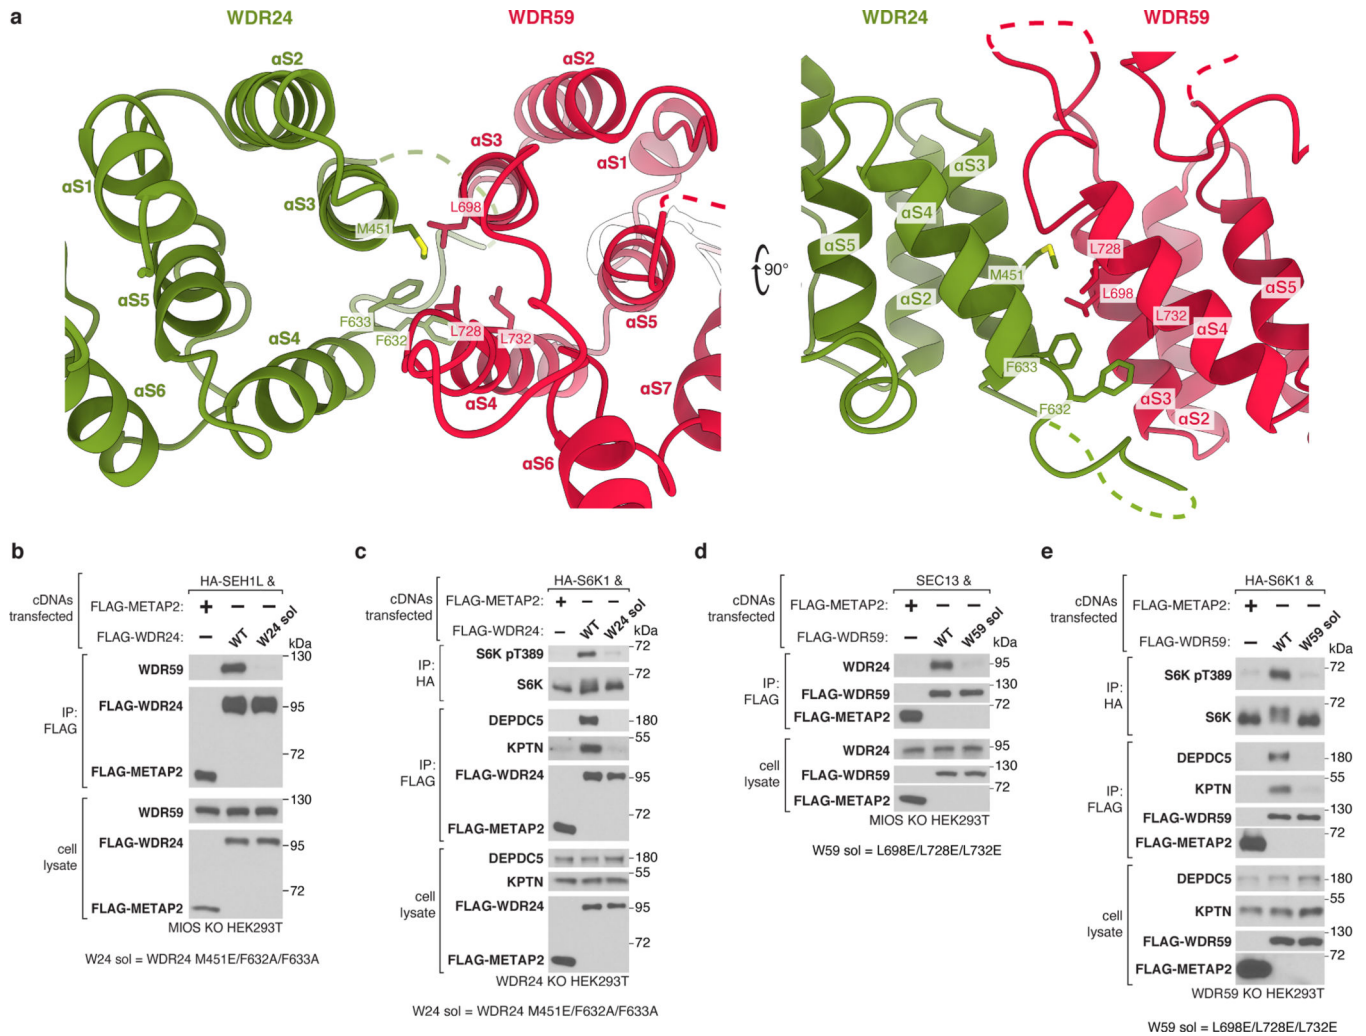 a
WDR24
WDR59
WDR24
WDR59
αS2
αS2
αS1
αS3
αS3
αS1
L698
M451
αS5
αS5
F633
F632
L728
L732
αS4
αS4
αS6
αS6
αS7
90°
αS3
αS4
αS5
αS2
M451
L728
L698
L732
αS4
αS5
F633
F632
αS3
αS2
b
HA-SEH1L &
cDNAs transfected
FLAG-METAP2: + − −
FLAG-WDR24: − WT W24 sol
kDa
IP: FLAG
WDR59
130
FLAG-WDR24
95
72
FLAG-METAP2
cell lysate
WDR59
130
FLAG-WDR24
95
72
FLAG-METAP2
MIOS KO HEK293T
W24 sol = WDR24 M451E/F632A/F633A
c
HA-S6K1 &
cDNAs transfected
FLAG-METAP2: + − −
FLAG-WDR24: − WT W24 sol
kDa
IP: HA
S6K pT389
72
S6K
72
IP: FLAG
DEPDC5
180
KPTN
55
FLAG-WDR24
95
72
FLAG-METAP2
cell lysate
DEPDC5
180
KPTN
55
FLAG-WDR24
95
72
FLAG-METAP2
WDR24 KO HEK293T
W24 sol = WDR24 M451E/F632A/F633A
d
SEC13 &
cDNAs transfected
FLAG-METAP2: + − −
FLAG-WDR59: − WT W59 sol
kDa
IP: FLAG
WDR24
95
FLAG-WDR59
130
FLAG-METAP2
72
cell lysate
WDR24
95
FLAG-WDR59
130
FLAG-METAP2
72
MIOS KO HEK293T
W59 sol = L698E/L728E/L732E
e
HA-S6K1 &
cDNAs transfected
FLAG-METAP2: + − −
FLAG-WDR59: − WT W59 sol
kDa
IP: HA
S6K pT389
72
S6K
72
IP: FLAG
DEPDC5
180
KPTN
55
FLAG-WDR59
130
FLAG-METAP2
72
cell lysate
DEPDC5
180
KPTN
55
FLAG-WDR59
130
FLAG-METAP2
72
WDR59 KO HEK293T
W59 sol = L698E/L728E/L732E